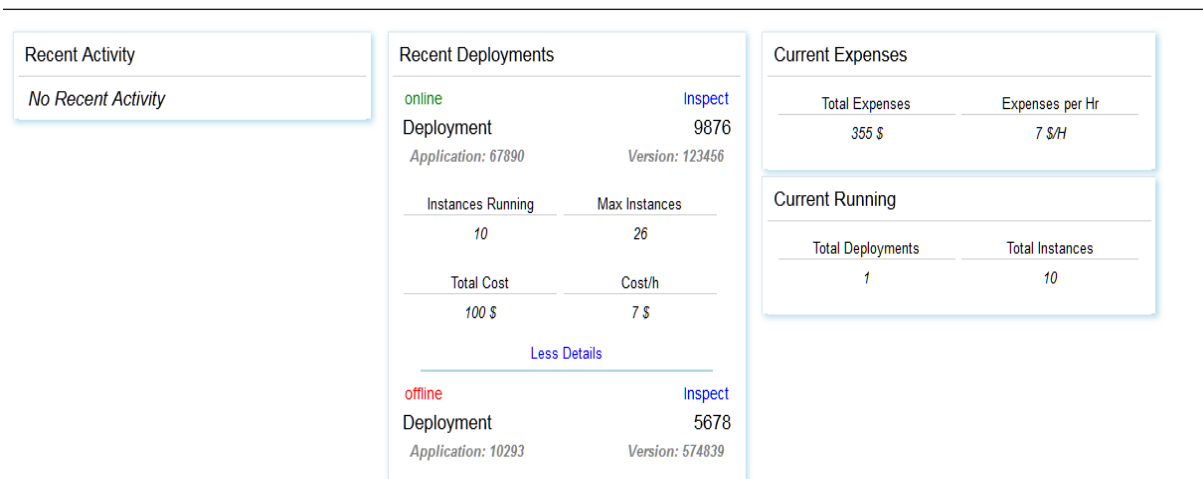 Recent Activity
No Recent Activity
Recent Deployments
online Inspect
Deployment 9876
Application: 67890 Version: 123456
Instances Running Max Instances
10 26
Total Cost Cost/h
100 $ 7 $
Less Details
offline Inspect
Deployment 5678
Application: 10293 Version: 574839
Current Expenses
Total Expenses Expenses per Hr
355 $ 7 $/H
Current Running
Total Deployments Total Instances
1 10